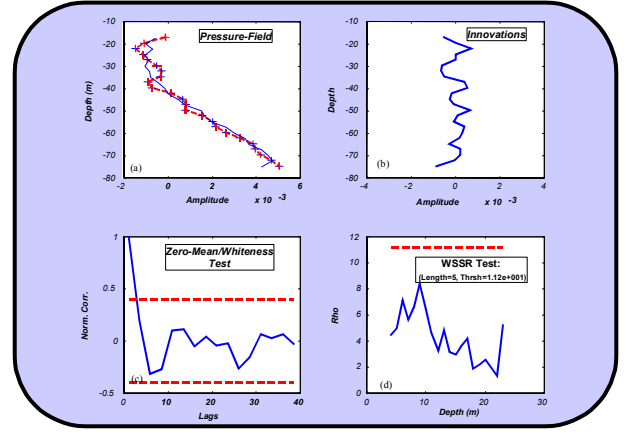 Pressure-Field
-10
-20
-30
-40
-50
-60
-70
-80
Depth (m)
(a)
-2
0
2
4
6
Amplitude
x 10 -3
Innovations
-10
-20
-30
-40
-50
-60
-70
-80
Depth
(b)
-4
-2
0
2
4
Amplitude
x 10 -3
Zero-Mean/Whiteness
Test
1
0.5
0
-0.5
Norm. Corr.
(c)
0
10
20
30
40
Lags
WSSR Test:
(Length=5, Thrsh=1.12e+001)
12
10
8
6
4
2
0
Rho
(d)
0
10
20
30
Depth (m)